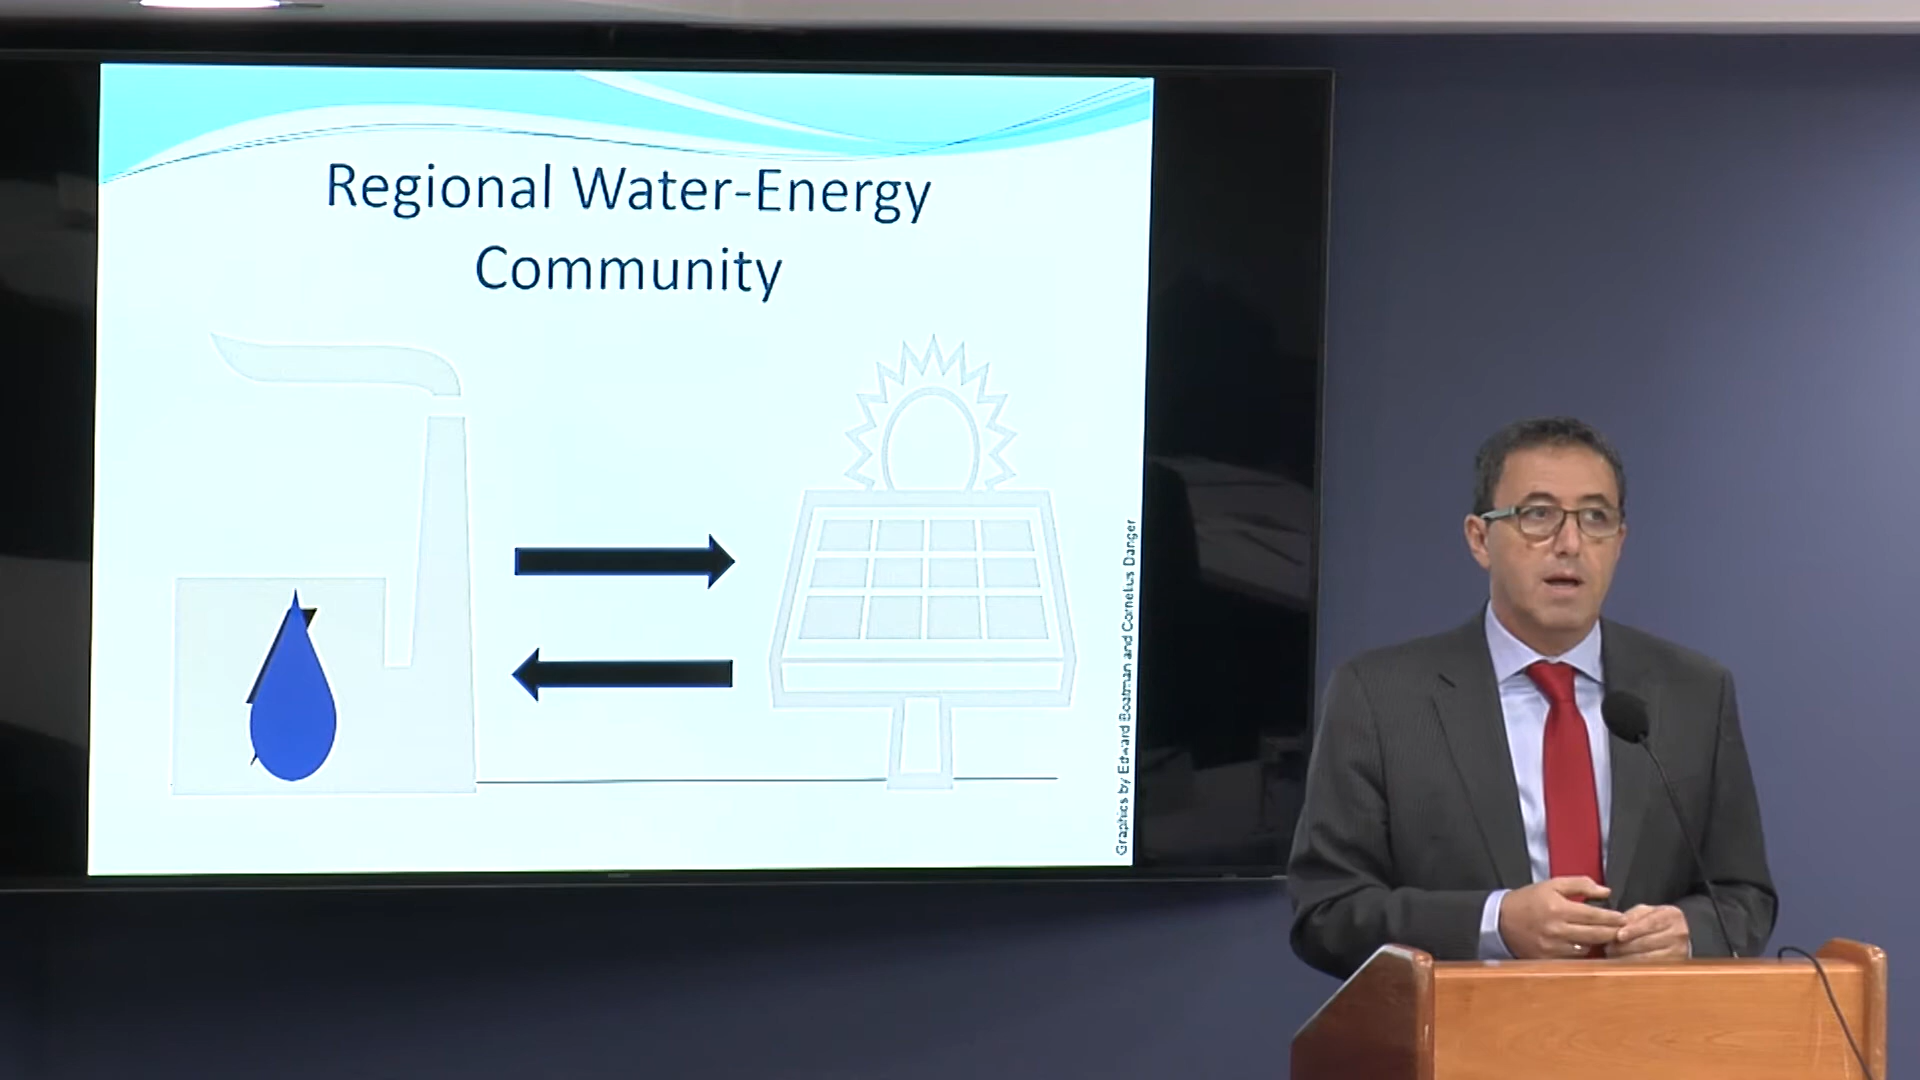 Regional Water-Energy
Community
Graphics by Edward Boatman and Cornelius Danger